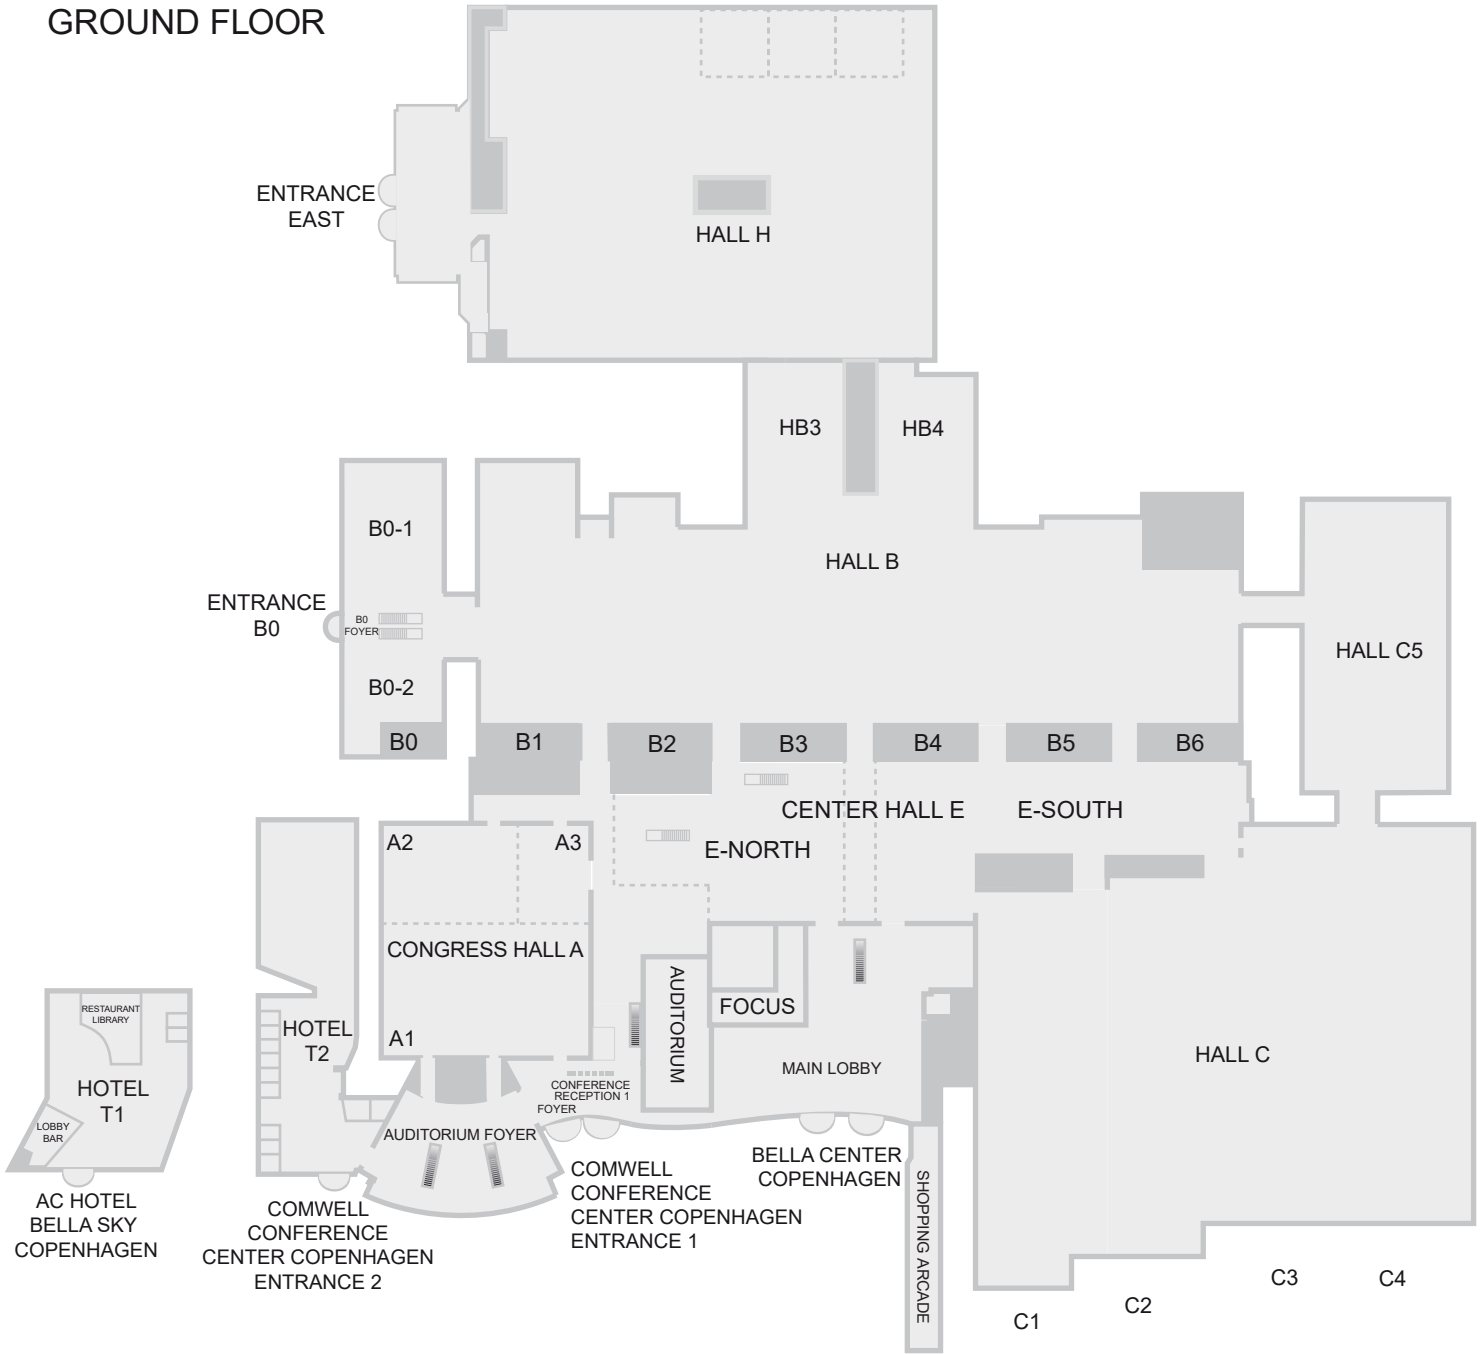 GROUND FLOOR
ENTRANCE
EAST
HALL H
HB3
HB4
B0-1
HALL B
ENTRANCE
B0
B0
FOYER
HALL C5
B0-2
B0
B1
B2
B3
B4
B5
B6
CENTER HALL E
E-SOUTH
A2
A3
E-NORTH
CONGRESS HALL A
AUDITORIUM
FOCUS
RESTAURANT
LIBRARY
HOTEL
T2
A1
HALL C
MAIN LOBBY
HOTEL
T1
CONFERENCE
RECEPTION 1
FOYER
LOBBY
BAR
AUDITORIUM FOYER
BELLA CENTER
COPENHAGEN
COMWELL
CONFERENCE
CENTER COPENHAGEN
ENTRANCE 1
SHOPPING ARCADE
AC HOTEL
BELLA SKY
COPENHAGEN
COMWELL
CONFERENCE
CENTER COPENHAGEN
ENTRANCE 2
C3
C4
C2
C1